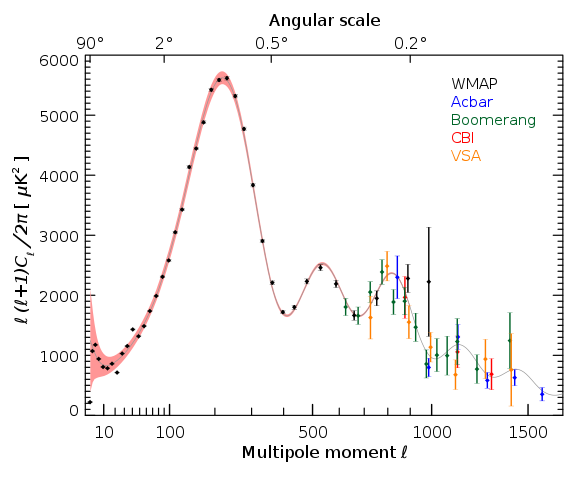 Angular scale
90° 2° 0.5° 0.2°
6000
5000
4000
3000
2000
1000
0
ℓ (ℓ+1)Cℓ /2π [ μK² ]
WMAP
Acbar
Boomerang
CBI
VSA
10 100 500 1000 1500
Multipole moment ℓ